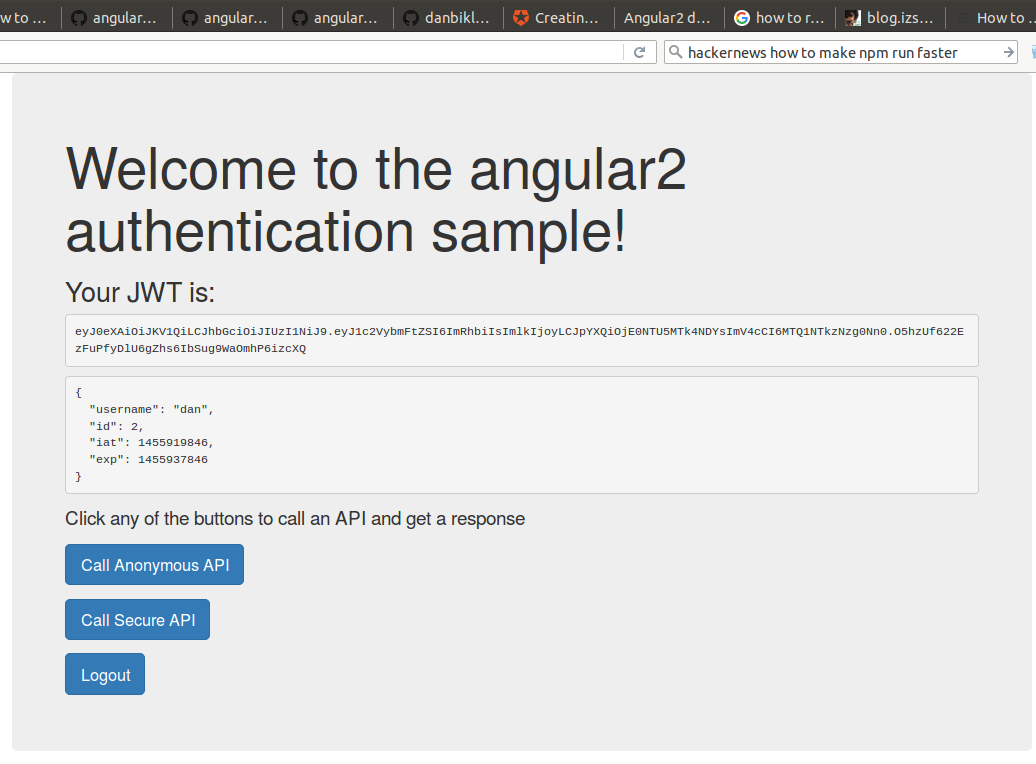 w to ... angular... angular... angular... danbikl... Creatin... Angular2 d... how to r... blog.izs... How to ...
hackernews how to make npm run faster
Welcome to the angular2
authentication sample!
Your JWT is:
eyJ0eXAiOiJKV1QiLCJhbGciOiJIUzI1NiJ9.eyJ1c2VybmFtZSI6ImRhbiIsImlkIjoyLCJpYXQiOjE0NTU5MTk4NDYsImV4cCI6MTQ1NTkzNzg0Nn0.O5hzUf622E
zFuPfyDlU6gZhs6IbSug9WaOmhP6izcXQ
{
"username": "dan",
"id": 2,
"iat": 1455919846,
"exp": 1455937846
}
Click any of the buttons to call an API and get a response
Call Anonymous API
Call Secure API
Logout